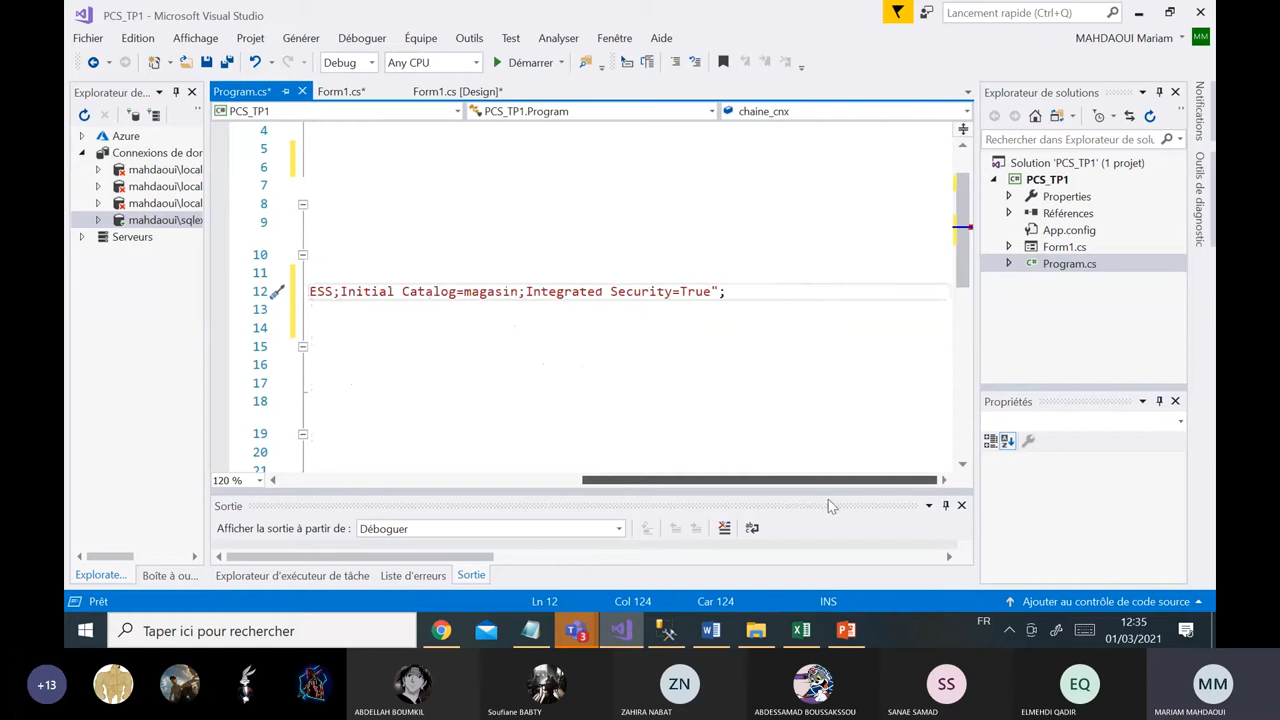 PCS_TP1 - Microsoft Visual Studio
Lancement rapide (Ctrl+Q)
Fichier Edition Affichage Projet Générer Déboguer Équipe Outils Test Analyser Fenêtre Aide
MAHDAOUI Mariam
MM
Debug
Any CPU
Démarrer
Explorateur de...
Program.cs*
Form1.cs*
Form1.cs [Design]*
Explorateur de solutions
PCS_TP1
PCS_TP1.Program
chaine_cnx
Azure
Connexions de dor
mahdaoui\local
mahdaoui\local
mahdaoui\local
mahdaoui\sqlex
Serveurs
4
5
6
7
8
9
10
11
12 ESS;Initial Catalog=magasin;Integrated Security=True";
13
14
15
16
17
18
19
20
21
120 %
Rechercher dans Explorateur de solu
Solution 'PCS_TP1' (1 projet)
PCS_TP1
Properties
Références
App.config
Form1.cs
Program.cs
Notifications
Outils de diagnostic
Propriétés
Sortie
Afficher la sortie à partir de :
Déboguer
Explorate...
Boîte à ou...
Explorateur d'exécuteur de tâche
Liste d'erreurs
Sortie
Prêt
Ln 12
Col 124
Car 124
INS
Ajouter au contrôle de code source
Taper ici pour rechercher
3
FR
12:35
01/03/2021
+13
ABDELLAH BOUMKIL
Soufiane BABTY
ZN
ZAHIRA NABAT
ABDESSAMAD BOUSSAKSSOU
SS
SANAE SAMAD
EQ
ELMEHDI QADIR
MM
MARIAM MAHDAOUI